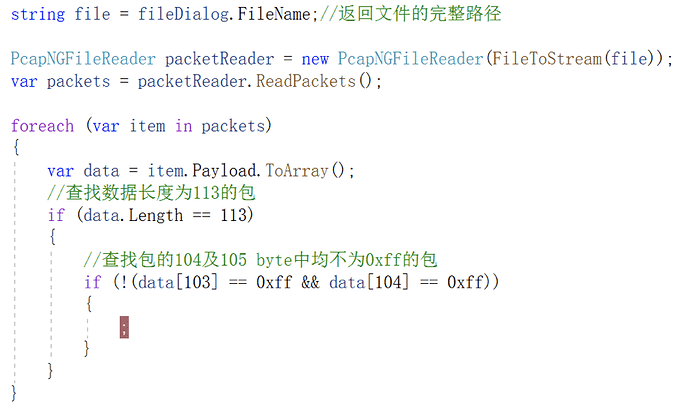 string file = fileDialog.FileName;//返回文件的完整路径
PcapNGFileReader packetReader = new PcapNGFileReader(FileToStream(file));
var packets = packetReader.ReadPackets();
foreach (var item in packets)
{
var data = item.Payload.ToArray();
//查找数据长度为113的包
if (data.Length == 113)
{
//查找包的104及105 byte中均不为0xff的包
if (!(data[103] == 0xff && data[104] == 0xff))
{
;
}
}
}